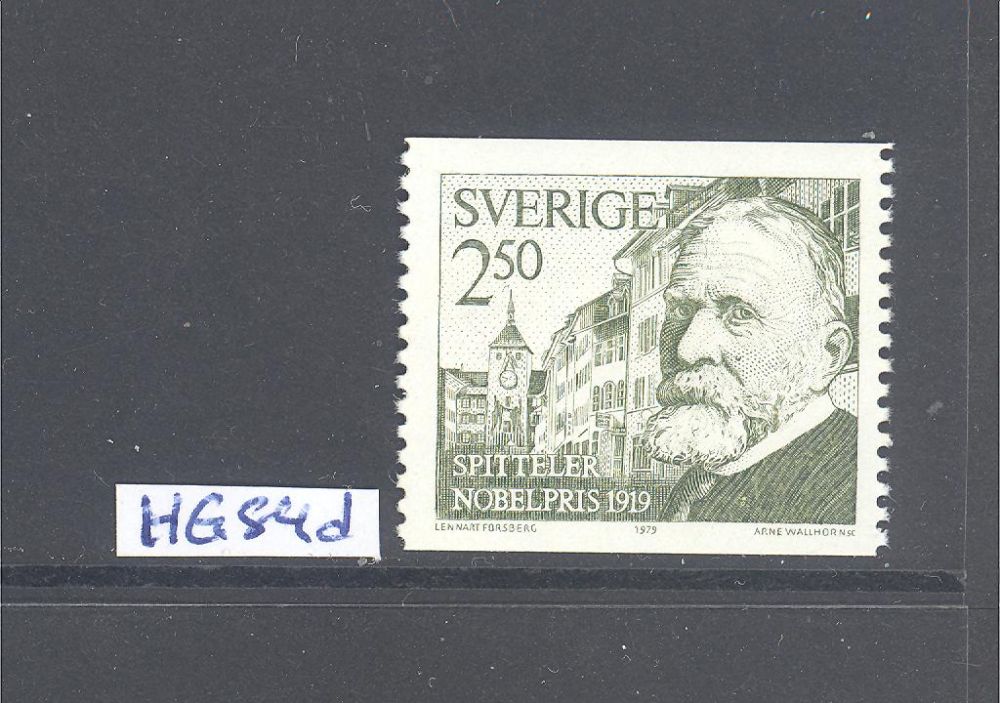 SVERIGE
2.50
SPITTELER
NOBELPRIS 1919
LENNART FORSBERG 1979 ARNE WALLHORN SC
HG84d